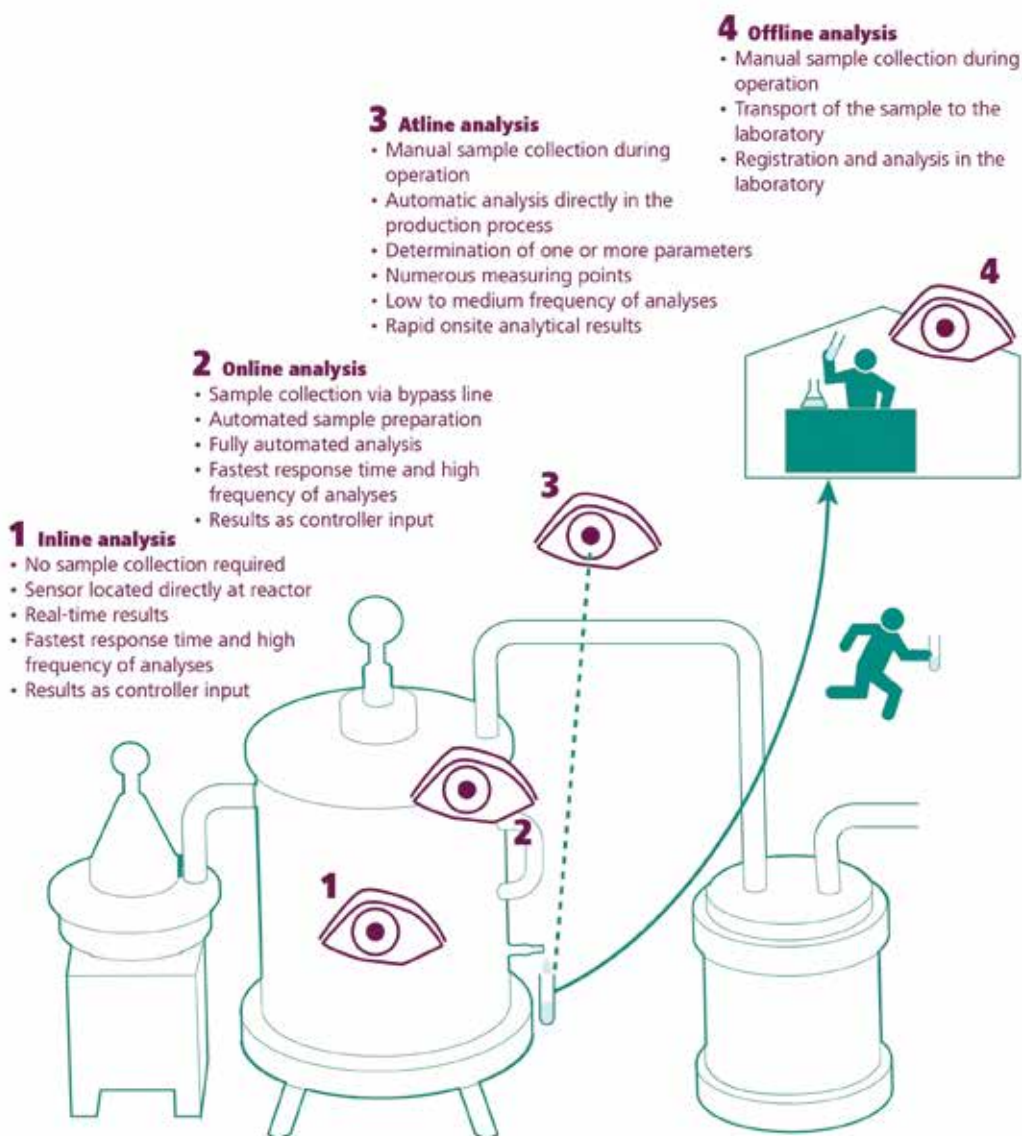 4 Offline analysis
• Manual sample collection during
operation
• Transport of the sample to the
laboratory
• Registration and analysis in the
laboratory
3 Atline analysis
• Manual sample collection during
operation
• Automatic analysis directly in the
production process
• Determination of one or more parameters
• Numerous measuring points
• Low to medium frequency of analyses
• Rapid onsite analytical results
2 Online analysis
• Sample collection via bypass line
• Automated sample preparation
• Fully automated analysis
• Fastest response time and high
frequency of analyses
• Results as controller input
1 Inline analysis
• No sample collection required
• Sensor located directly at reactor
• Real-time results
• Fastest response time and high
frequency of analyses
• Results as controller input
4
3
2
1